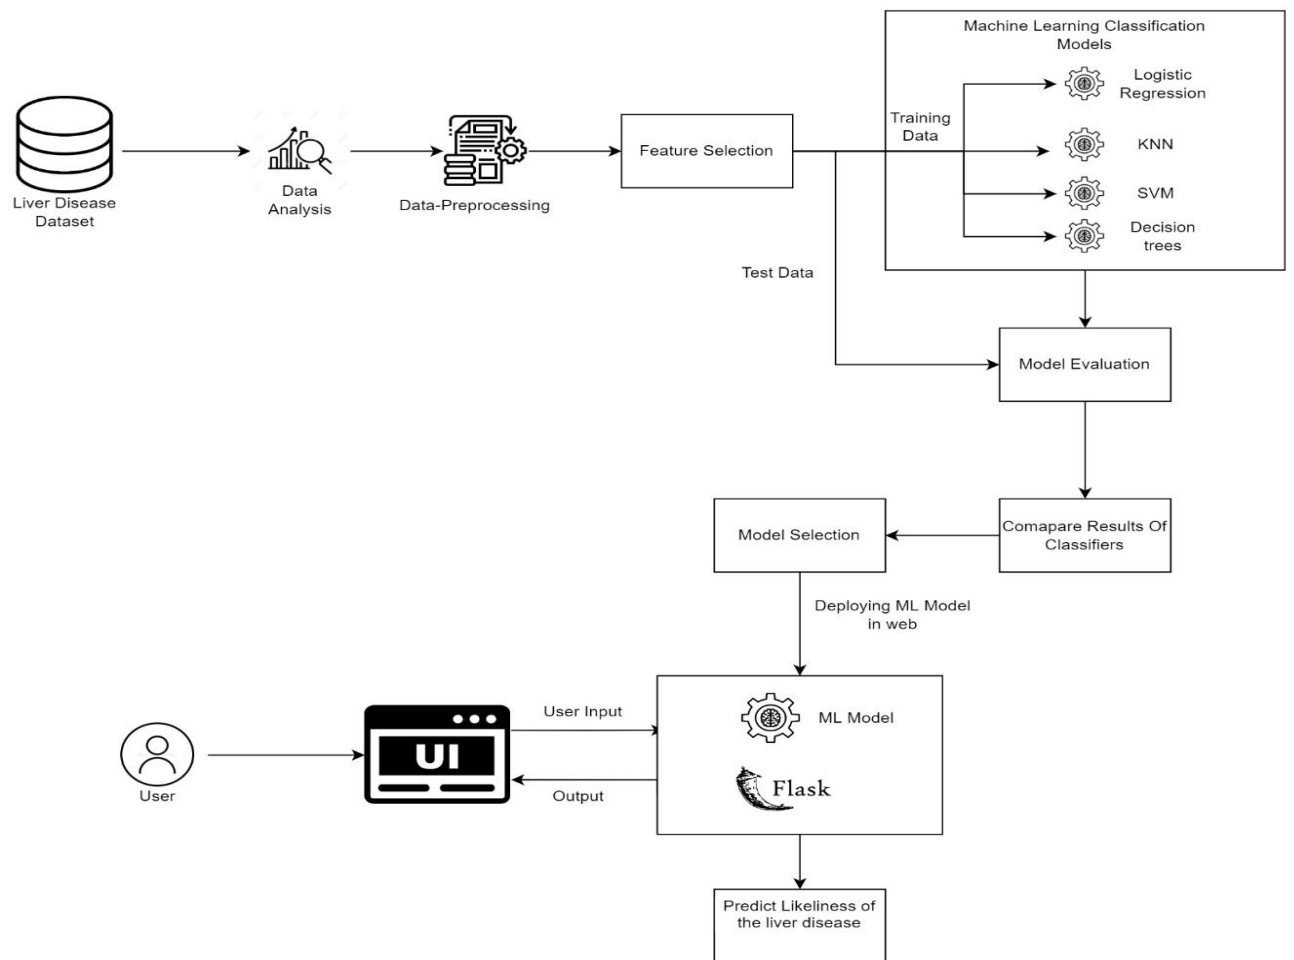 Machine Learning Classification
Models
Logistic
Regression
Training
Data
KNN
Feature Selection
SVM
Liver Disease
Dataset
Data
Analysis
Data-Preprocessing
Decision
trees
Test Data
Model Evaluation
Comapare Results Of
Classifiers
Model Selection
Deploying ML Model
in web
User Input
ML Model
UI
Flask
User
Output
Predict Likeliness of
the liver disease